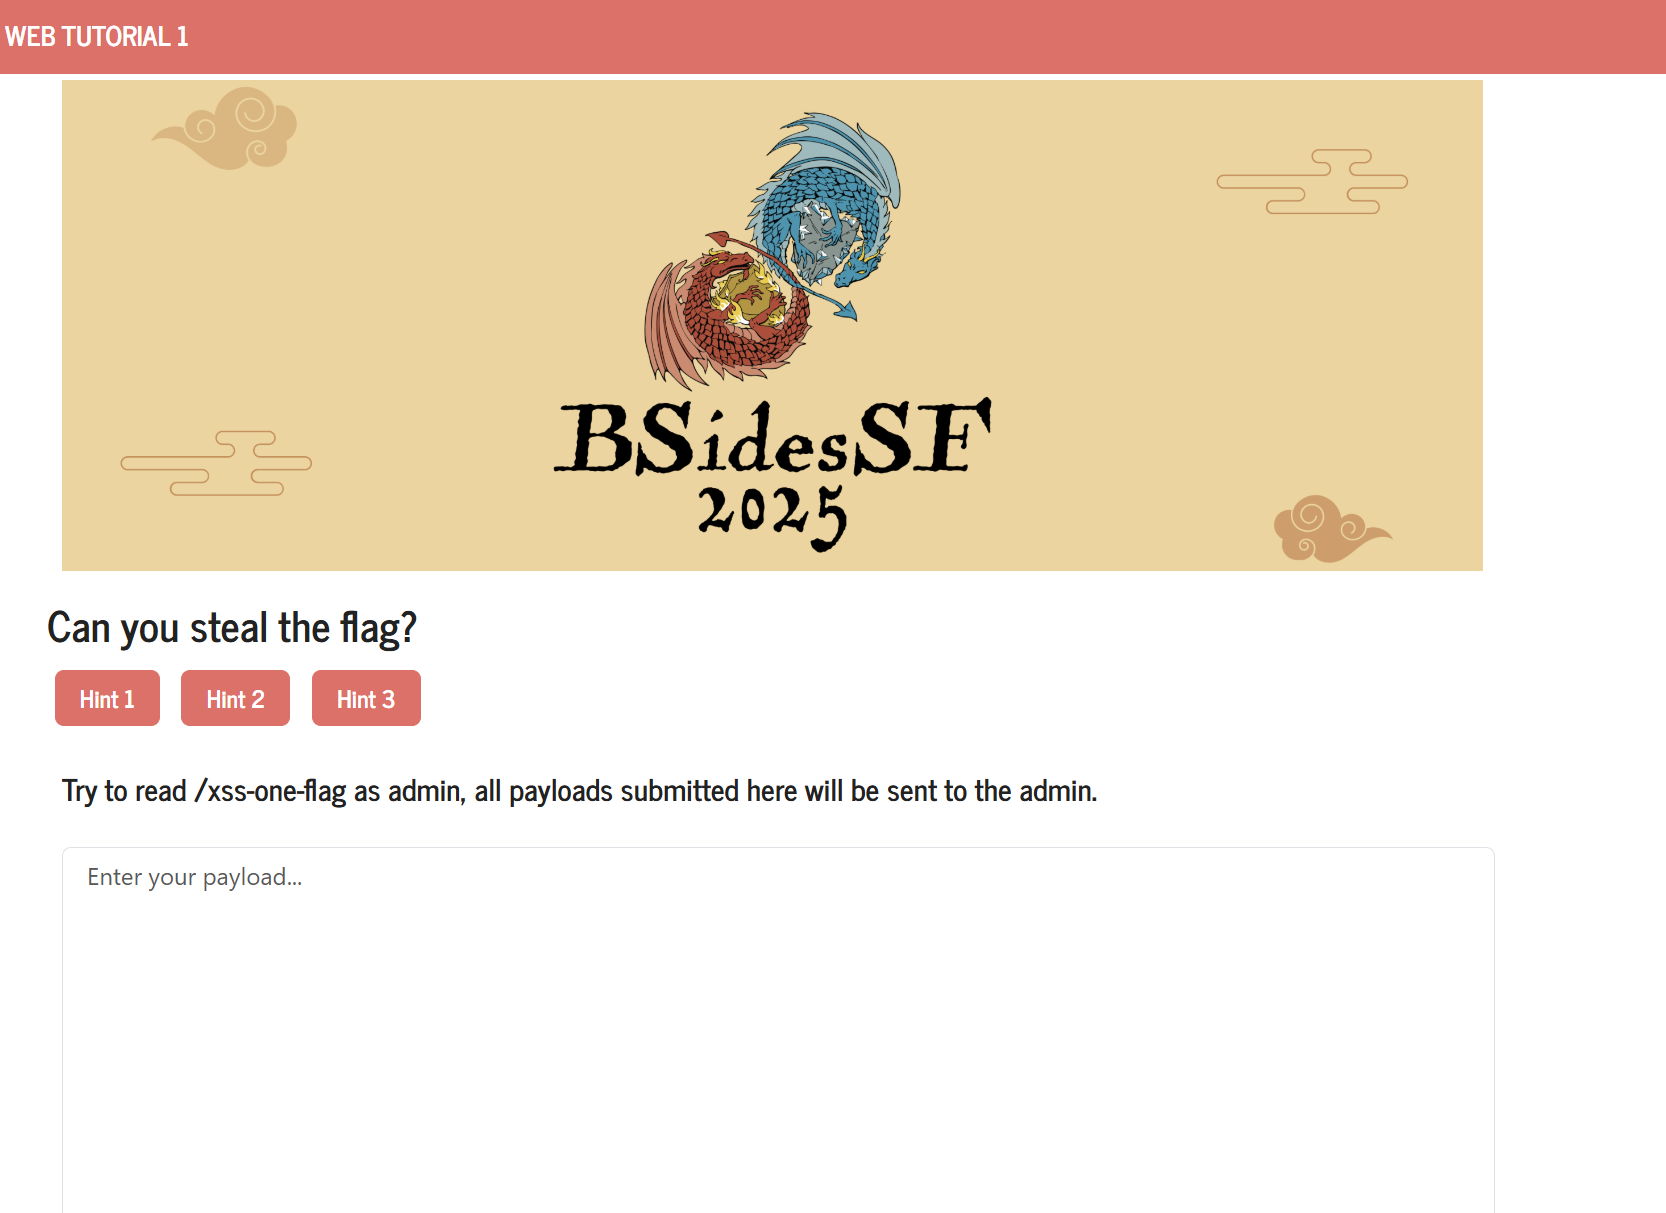 WEB TUTORIAL 1
BSidesSF
2025
Can you steal the flag?
Hint 1
Hint 2
Hint 3
Try to read /xss-one-flag as admin, all payloads submitted here will be sent to the admin.
Enter your payload...